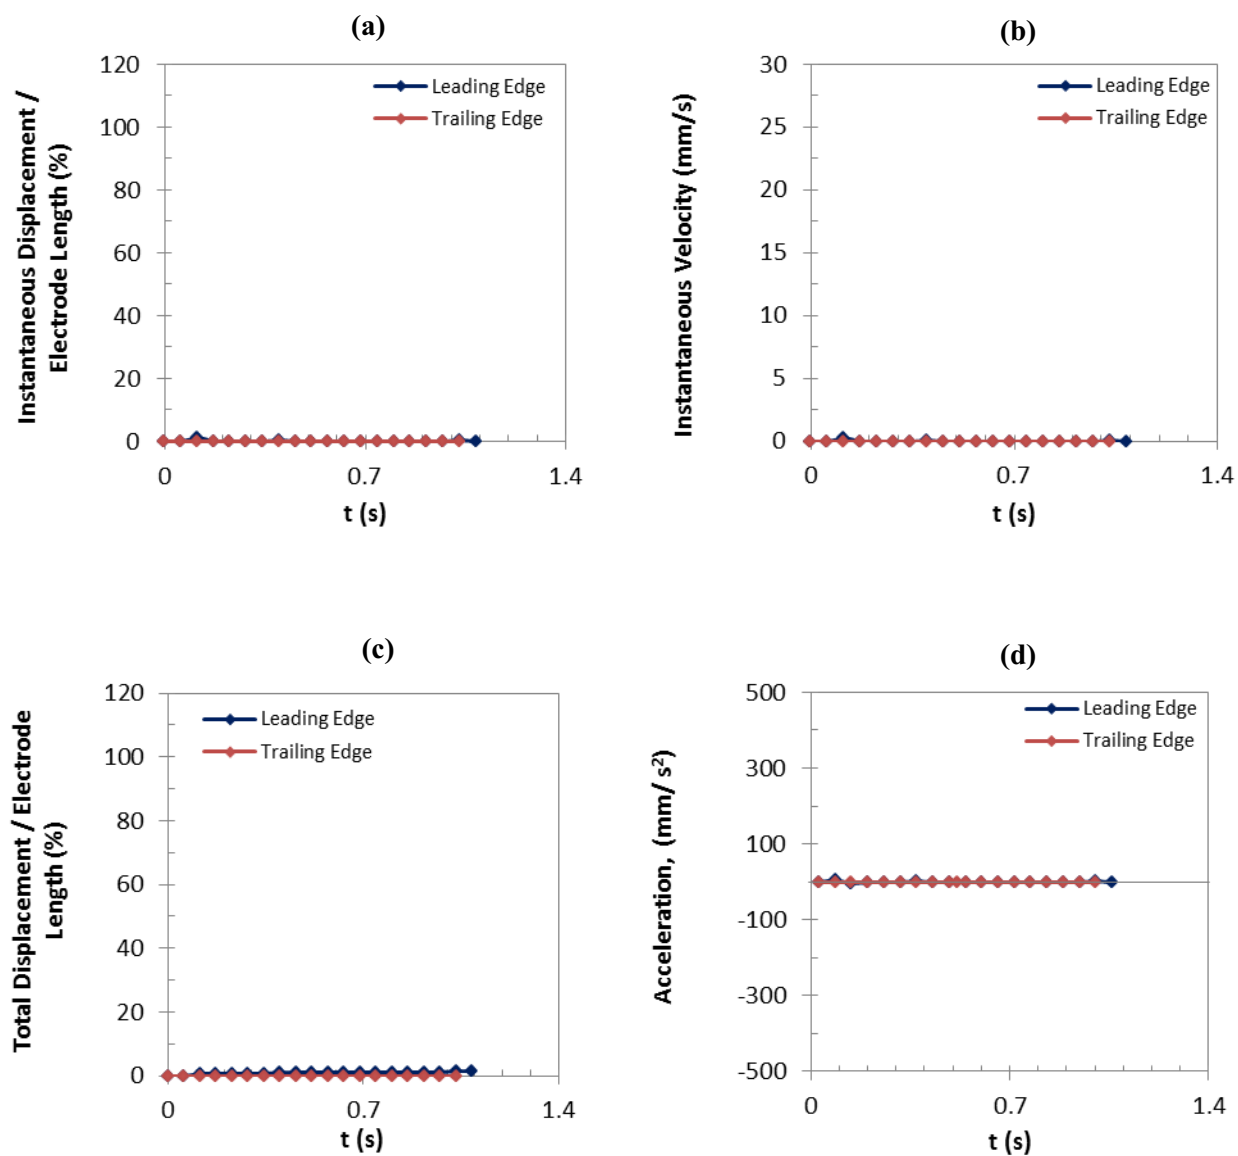 (a)
120
100
80
60
40
20
0
0
0.7
1.4
Instantaneous Displacement /
Electrode Length (%)
t (s)
Leading Edge
Trailing Edge
(b)
30
25
20
15
10
5
0
0
0.7
1.4
Instantaneous Velocity (mm/s)
t (s)
Leading Edge
Trailing Edge
(c)
120
100
80
60
40
20
0
0
0.7
1.4
Total Displacement / Electrode
Length (%)
t (s)
Leading Edge
Trailing Edge
(d)
500
300
100
-100
-300
-500
0
0.7
1.4
Acceleration, (mm/ s²)
t (s)
Leading Edge
Trailing Edge